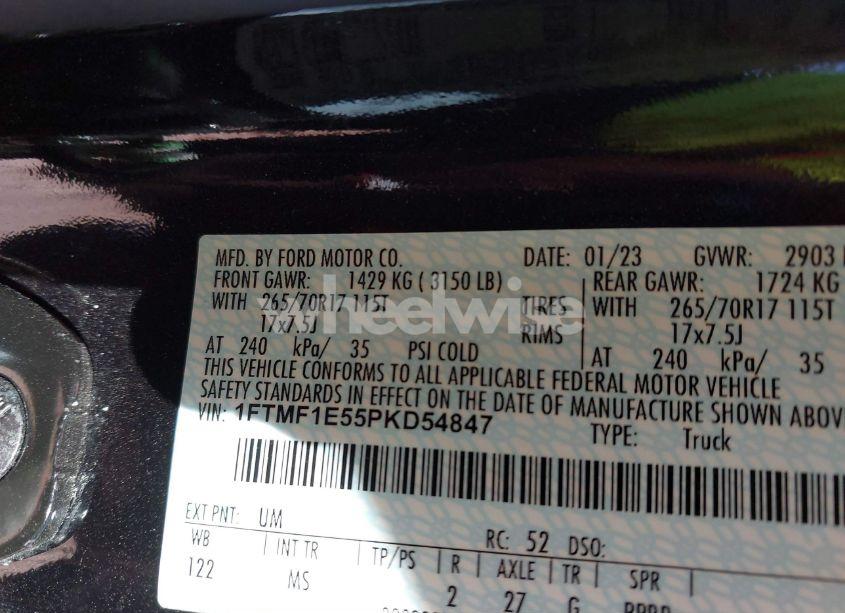 MFD. BY FORD MOTOR CO. DATE: 01/23 GVWR: 2903
FRONT GAWR: 1429 KG ( 3150 LB) REAR GAWR: 1724 KG
WITH 265/70R17 115T TIRES WITH 265/70R17 115T
17x7.5J RIMS 17x7.5J
AT 240 kPa/ 35 PSI COLD AT 240 kPa/ 35
THIS VEHICLE CONFORMS TO ALL APPLICABLE FEDERAL MOTOR VEHICLE
SAFETY STANDARDS IN EFFECT ON THE DATE OF MANUFACTURE SHOWN ABOV
VIN: 1FTMF1E55PKD54847 TYPE: Truck
EXT PNT: UM RC: 52 DSO:
WB INT TR TP/PS R AXLE TR SPR
122 MS 2 27 G
wheelwise